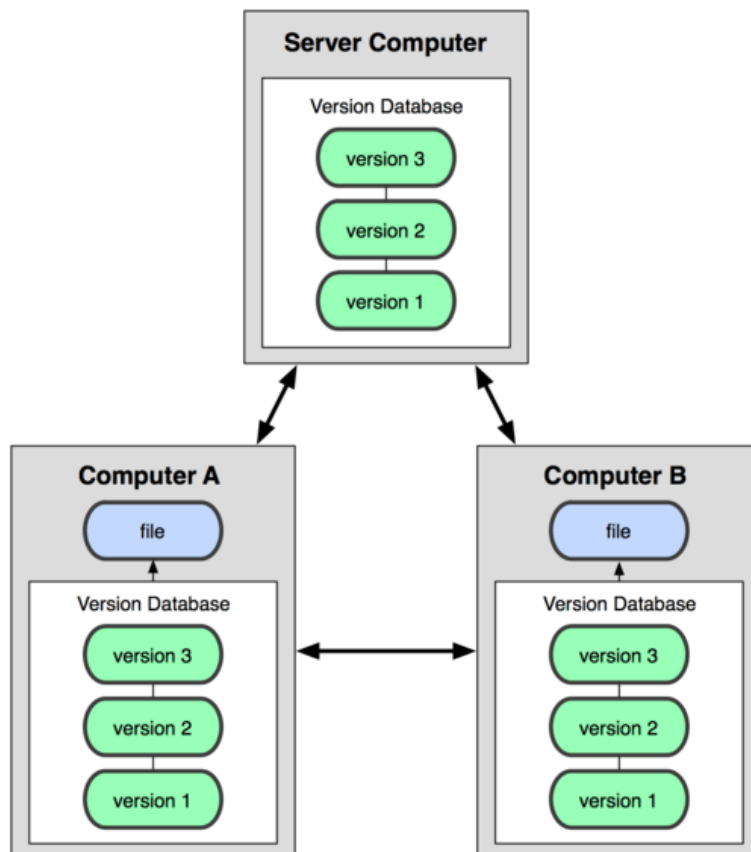 Server Computer
Version Database
version 3
version 2
version 1
Computer A
file
Version Database
version 3
version 2
version 1
Computer B
file
Version Database
version 3
version 2
version 1